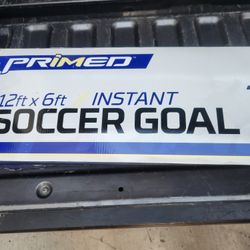 PRIMED
12ft x 6ft INSTANT
SOCCER GOAL